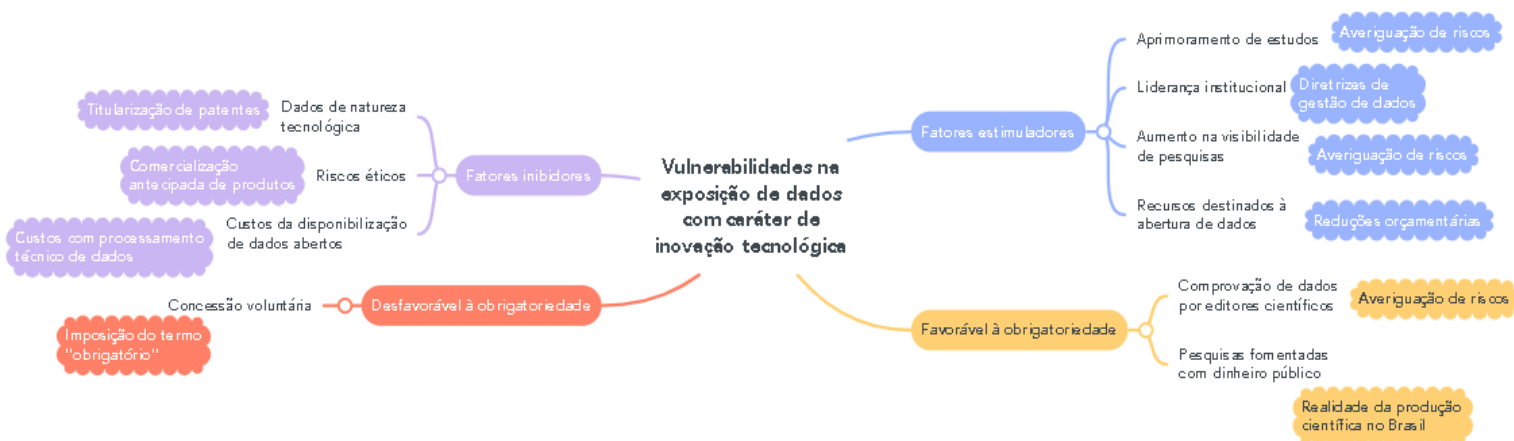 Vulnerabilidades na
exposição de dados
com caráter de
inovação tecnológica
Fatores inibidores
Dados de natureza
tecnológica
Titularização de patentes
Riscos éticos
Comercialização
antecipada de produtos
Custos da disponibilização
de dados abertos
Custos com processamento
técnico de dados
Desfavorável à obrigatoriedade
Concessão voluntária
Imposição do termo
"obrigatório"
Fatores estimuladores
Aprimoramento de estudos
Averiguação de riscos
Liderança institucional
Diretrizes de
gestão de dados
Aumento na visibilidade
de pesquisas
Averiguação de riscos
Recursos destinados à
abertura de dados
Reduções orçamentárias
Favorável à obrigatoriedade
Comprovação de dados
por editores científicos
Averiguação de riscos
Pesquisas fomentadas
com dinheiro público
Realidade da produção
científica no Brasil